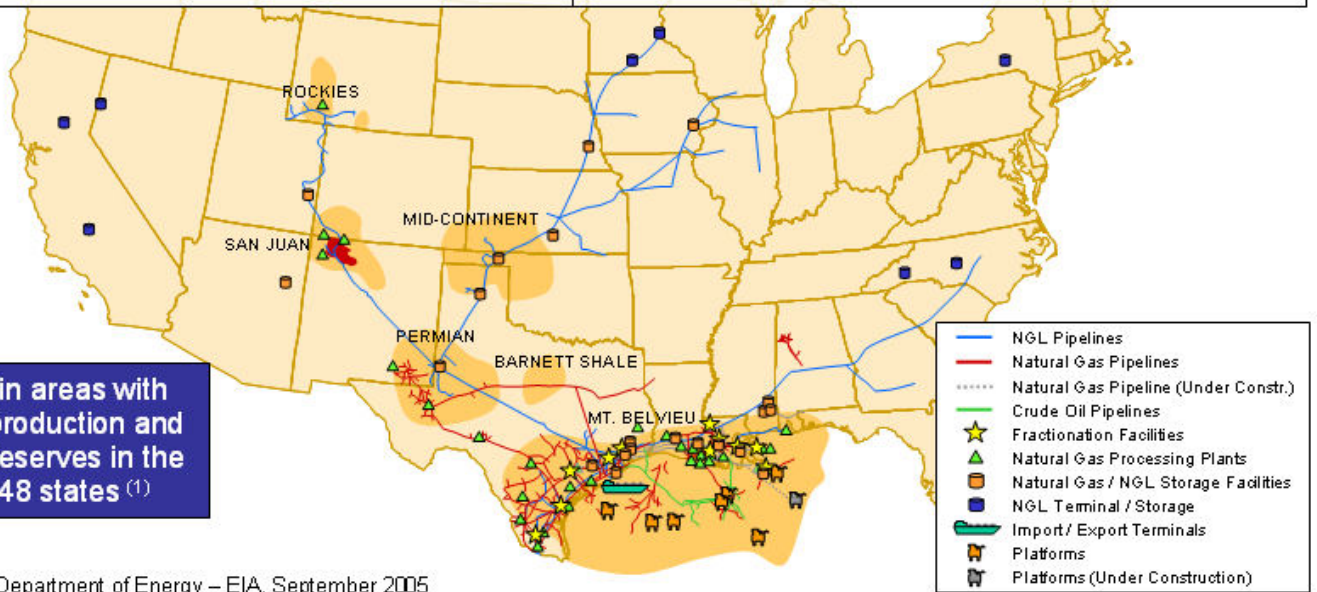 ROCKIES
MID-CONTINENT
SAN JUAN
PERMIAN
BARNETT SHALE
MT. BELVIEU
in areas with
production and
reserves in the
48 states (1)
NGL Pipelines
Natural Gas Pipelines
Natural Gas Pipeline (Under Constr.)
Crude Oil Pipelines
Fractionation Facilities
Natural Gas Processing Plants
Natural Gas / NGL Storage Facilities
NGL Terminal / Storage
Import / Export Terminals
Platforms
Platforms (Under Construction)
Department of Energy – EIA, September 2005